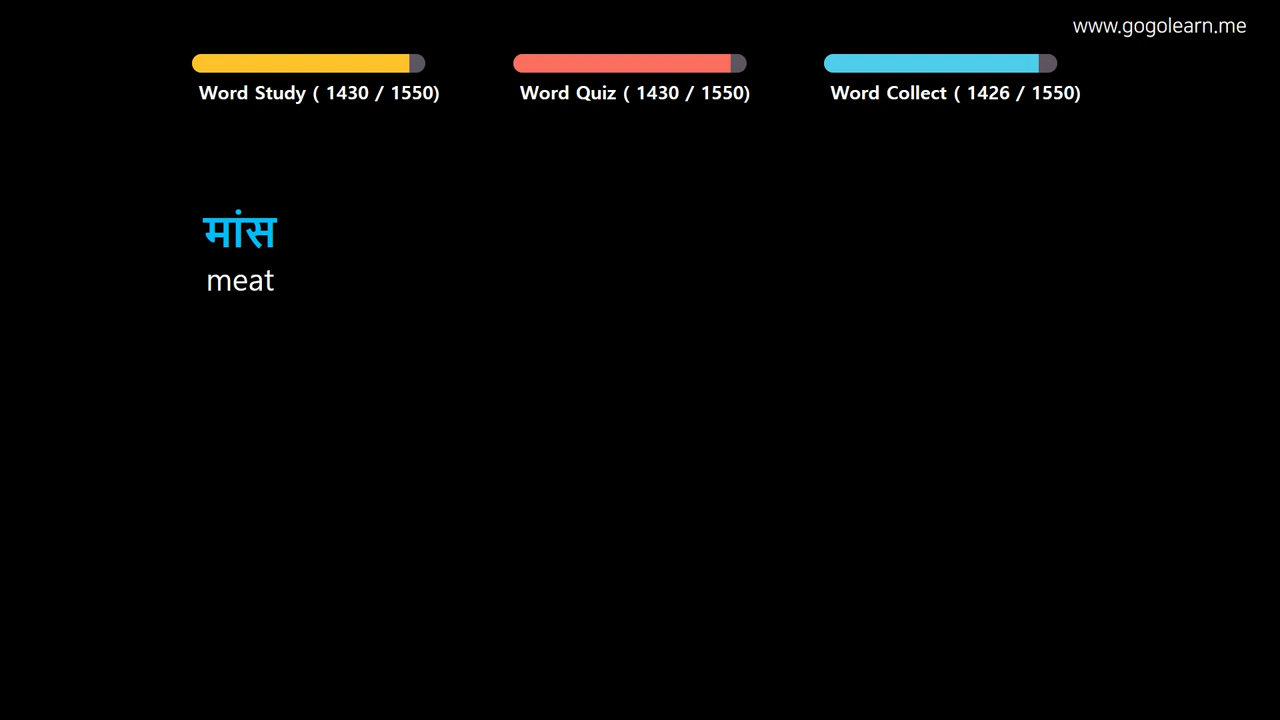 www.gogolearn.me
Word Study ( 1430 / 1550)
Word Quiz ( 1430 / 1550)
Word Collect ( 1426 / 1550)
मांस
meat